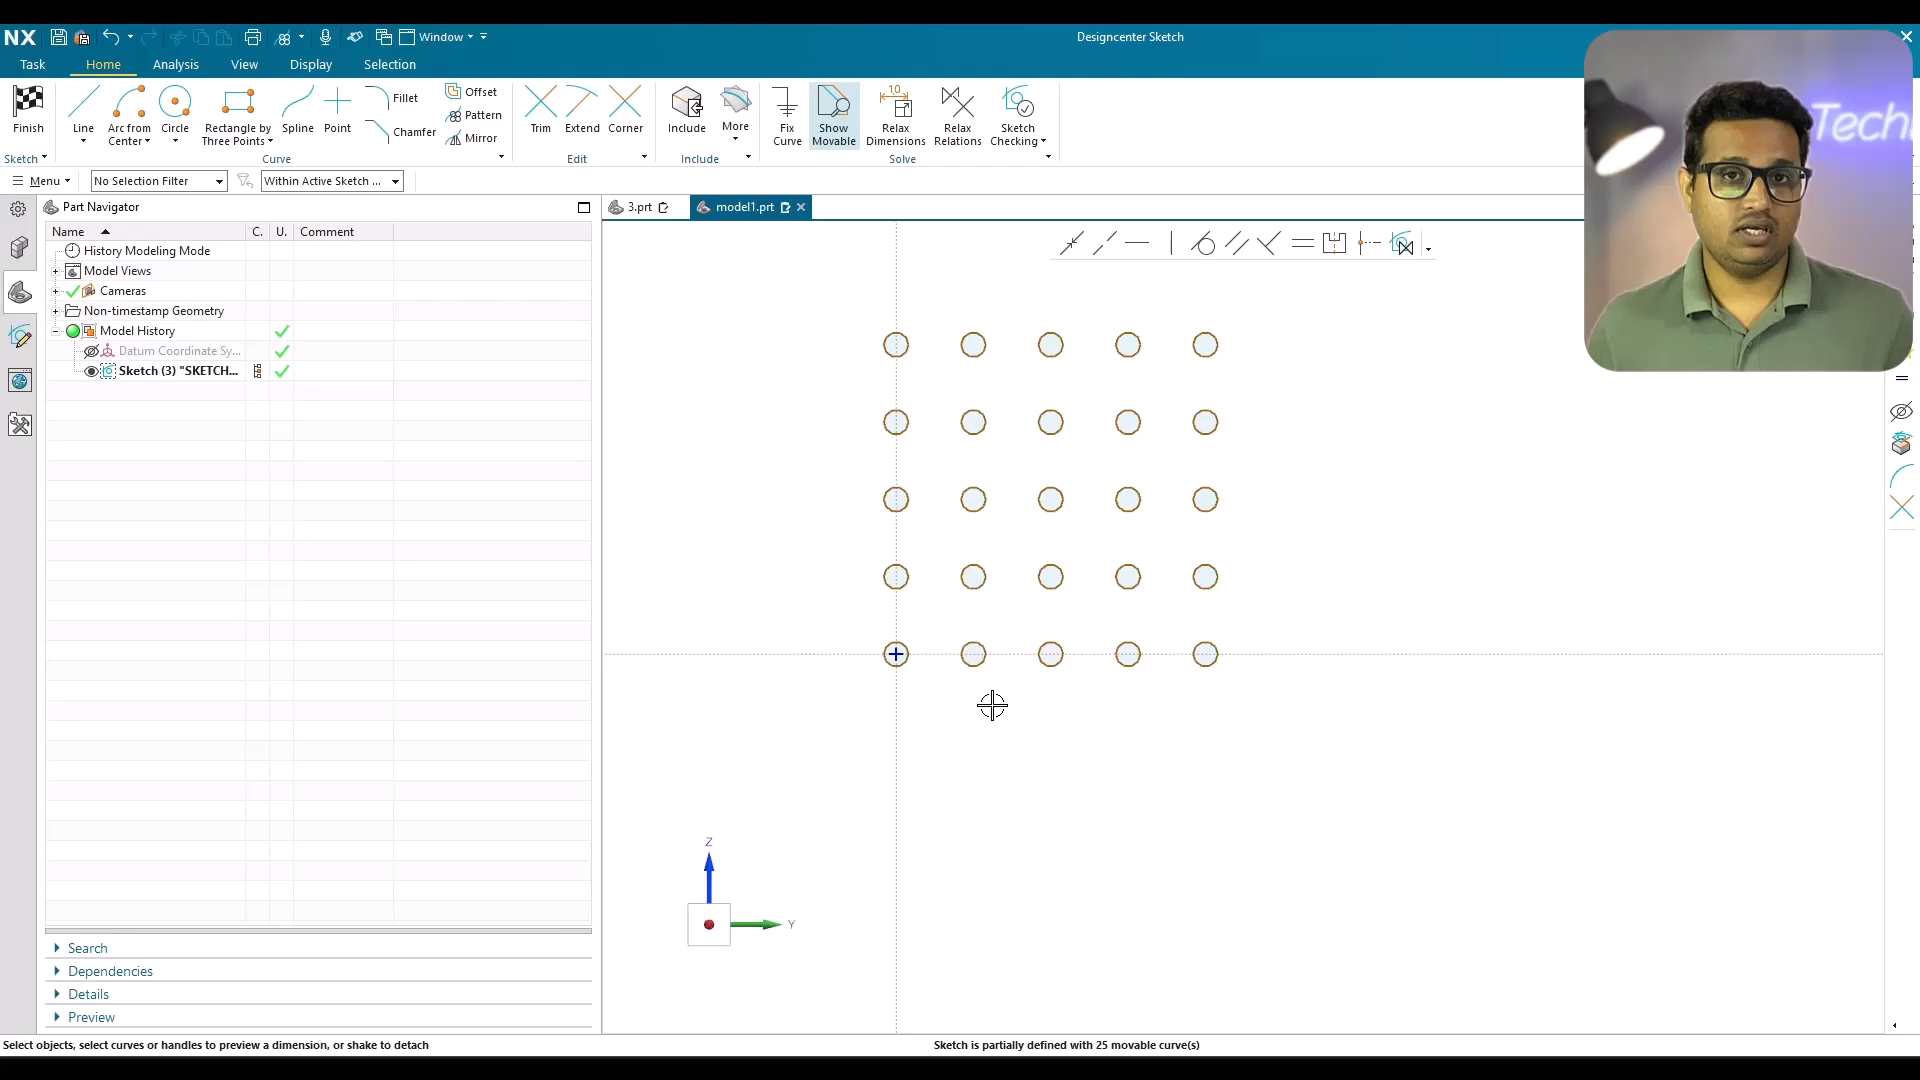 NX
Window
Designcenter Sketch
Task
Home
Analysis
View
Display
Selection
Finish
Line
Arc from
Center
Circle
Rectangle by
Three Points
Spline
Point
Fillet
Chamfer
Offset
Pattern
Mirror
Trim
Extend
Corner
Include
More
Fix
Curve
Show
Movable
1,0
Relax
Dimensions
Relax
Relations
Sketch
Checking
Sketch
Curve
Edit
Include
Solve
Menu
No Selection Filter
Within Active Sketch ...
Part Navigator
3.prt
model1.prt
Name
C.
U.
Comment
History Modeling Mode
Model Views
Cameras
Non-timestamp Geometry
Model History
Datum Coordinate Sy...
Sketch (3) "SKETCH...
Z
Y
Search
Dependencies
Details
Preview
Select objects, select curves or handles to preview a dimension, or shake to detach
Sketch is partially defined with 25 movable curve(s)